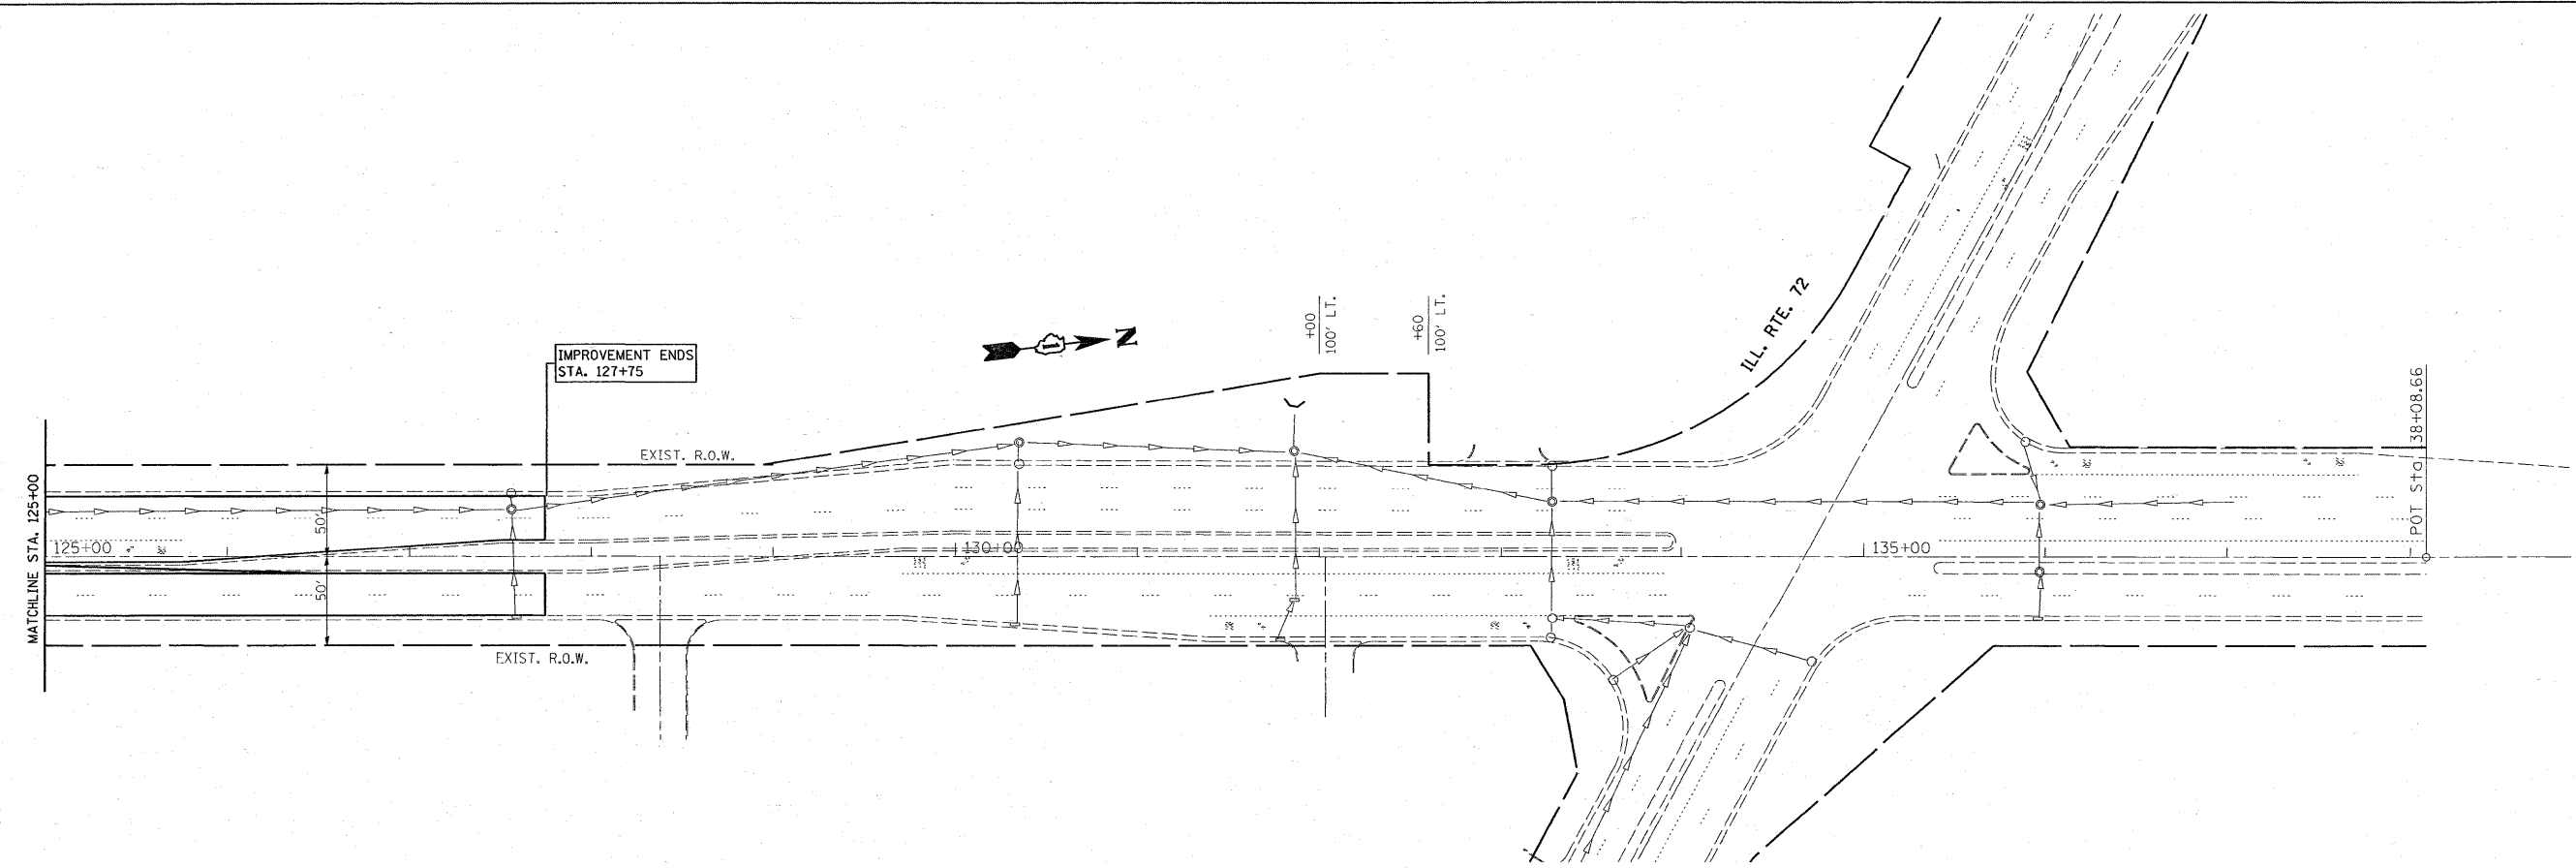 MATCHLINE STA. 125+00
IMPROVEMENT ENDS
STA. 127+75
EXIST. R.O.W.
50'
50'
EXIST. R.O.W.
125+00
130+00
135+00
N
+00
100' LT.
+60
100' LT.
ILL. RTE. 72
POT Sta 38+08.66